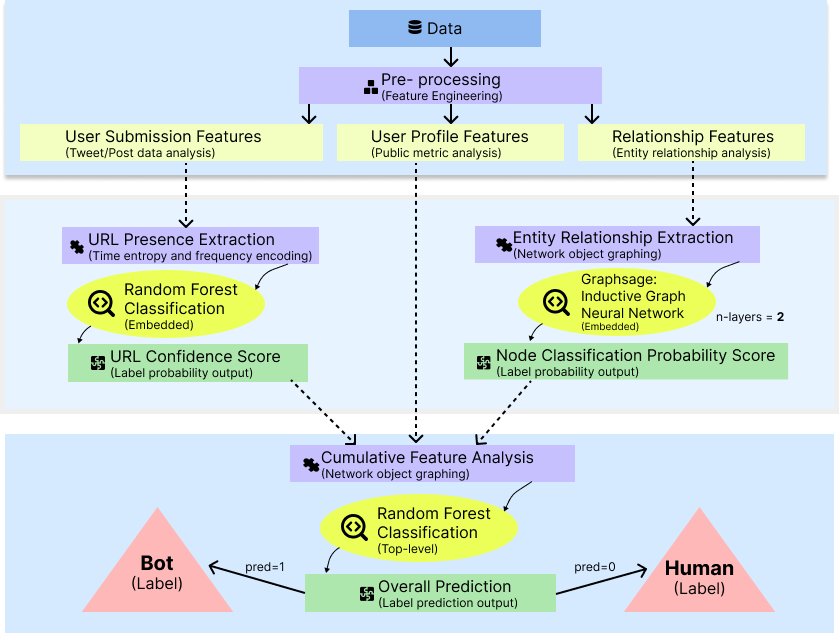 Data
Pre- processing
(Feature Engineering)
User Submission Features
(Tweet/Post data analysis)
User Profile Features
(Public metric analysis)
Relationship Features
(Entity relationship analysis)
URL Presence Extraction
(Time entropy and frequency encoding)
Entity Relationship Extraction
(Network object graphing)
Random Forest
Classification
(Embedded)
Graphsage:
Inductive Graph
Neural Network
(Embedded)
n-layers = 2
URL Confidence Score
(Label probability output)
Node Classification Probability Score
(Label probability output)
Cumulative Feature Analysis
(Network object graphing)
Random Forest
Classification
(Top-level)
Bot
(Label)
pred=1
Overall Prediction
(Label prediction output)
pred=0
Human
(Label)